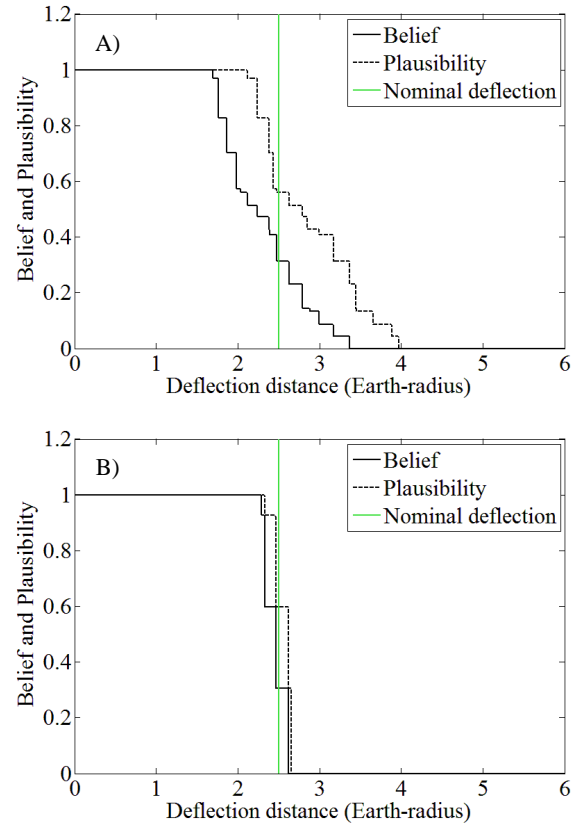 1.2
A)
Belief
Plausibility
Nominal deflection
1
0.8
0.6
0.4
0.2
0
Belief and Plausibility
0 1 2 3 4 5 6
Deflection distance (Earth-radius)
1.2
B)
Belief
Plausibility
Nominal deflection
1
0.8
0.6
0.4
0.2
0
Belief and Plausibility
0 1 2 3 4 5 6
Deflection distance (Earth-radius)